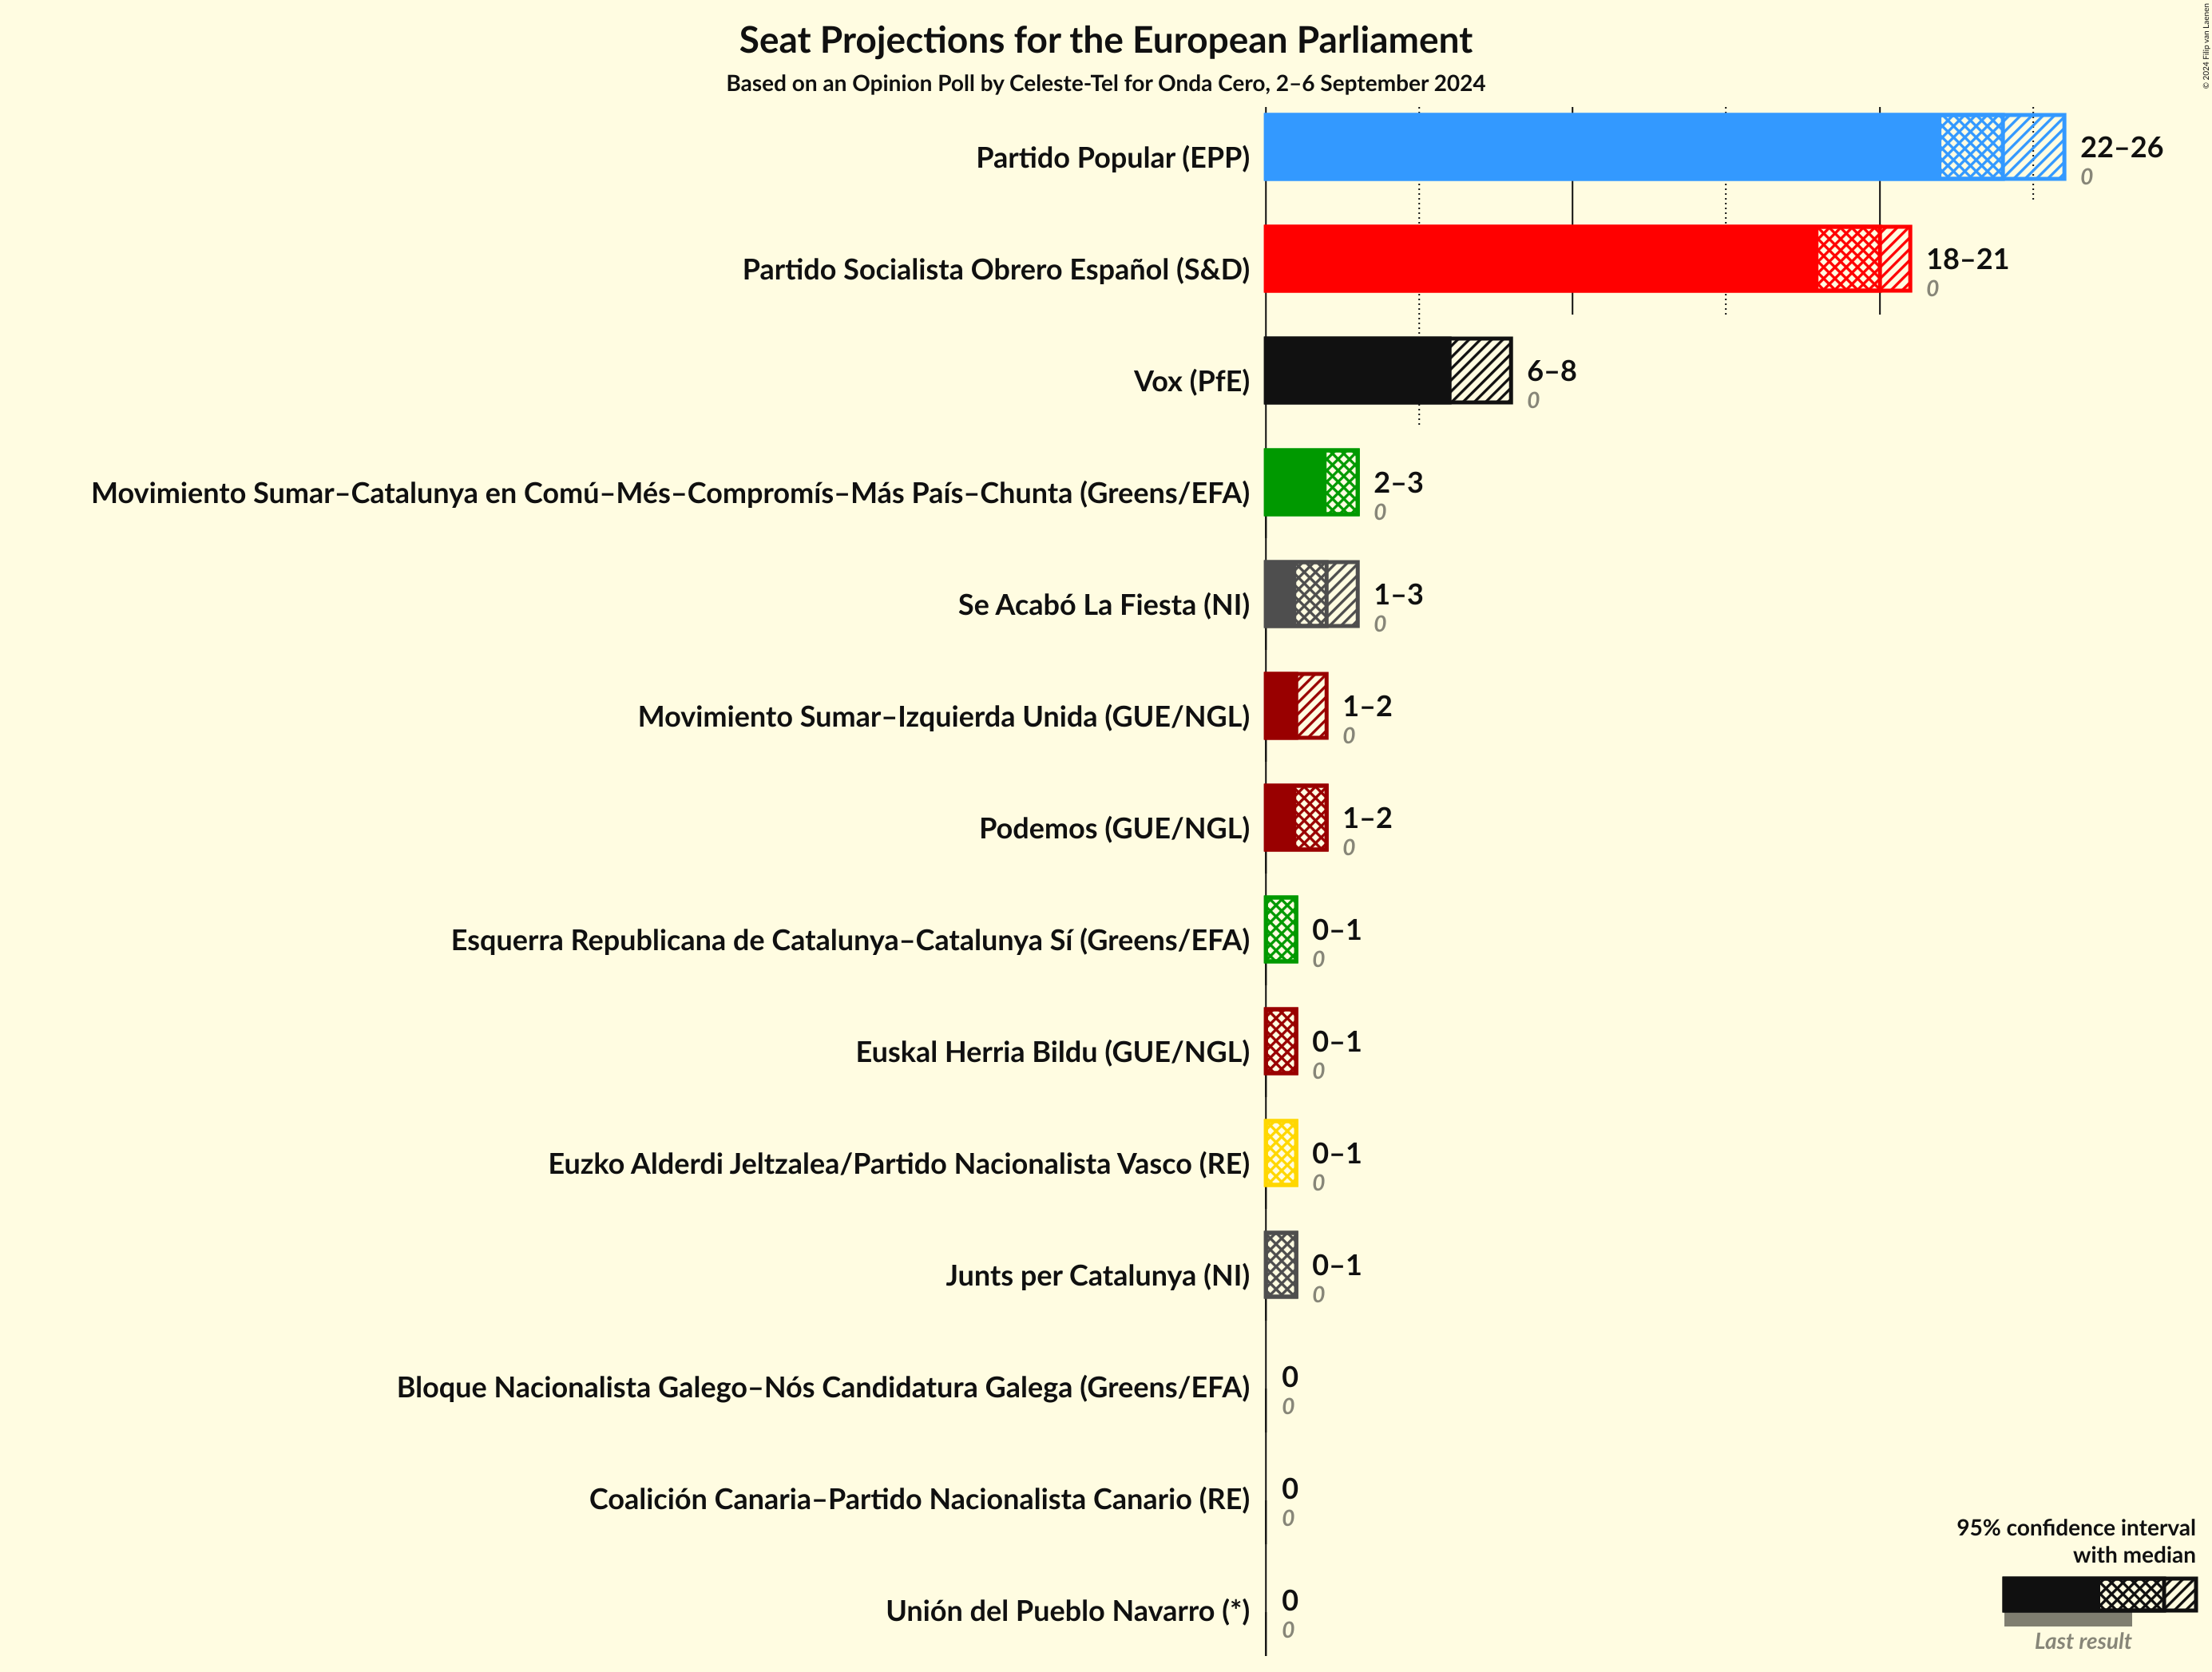 Seat Projections for the European Parliament
Based on an Opinion Poll by Celeste-Tel for Onda Cero, 2–6 September 2024
© 2024 Filip van Laenen
Partido Popular (EPP)
22–26
0
Partido Socialista Obrero Español (S&D)
18–21
0
Vox (PfE)
6–8
0
Movimiento Sumar–Catalunya en Comú–Més–Compromís–Más País–Chunta (Greens/EFA)
2–3
0
Se Acabó La Fiesta (NI)
1–3
0
Movimiento Sumar–Izquierda Unida (GUE/NGL)
1–2
0
Podemos (GUE/NGL)
1–2
0
Esquerra Republicana de Catalunya–Catalunya Sí (Greens/EFA)
0–1
0
Euskal Herria Bildu (GUE/NGL)
0–1
0
Euzko Alderdi Jeltzalea/Partido Nacionalista Vasco (RE)
0–1
0
Junts per Catalunya (NI)
0–1
0
Bloque Nacionalista Galego–Nós Candidatura Galega (Greens/EFA)
0
0
Coalición Canaria–Partido Nacionalista Canario (RE)
0
0
Unión del Pueblo Navarro (*)
0
0
95% confidence interval
with median
Last result